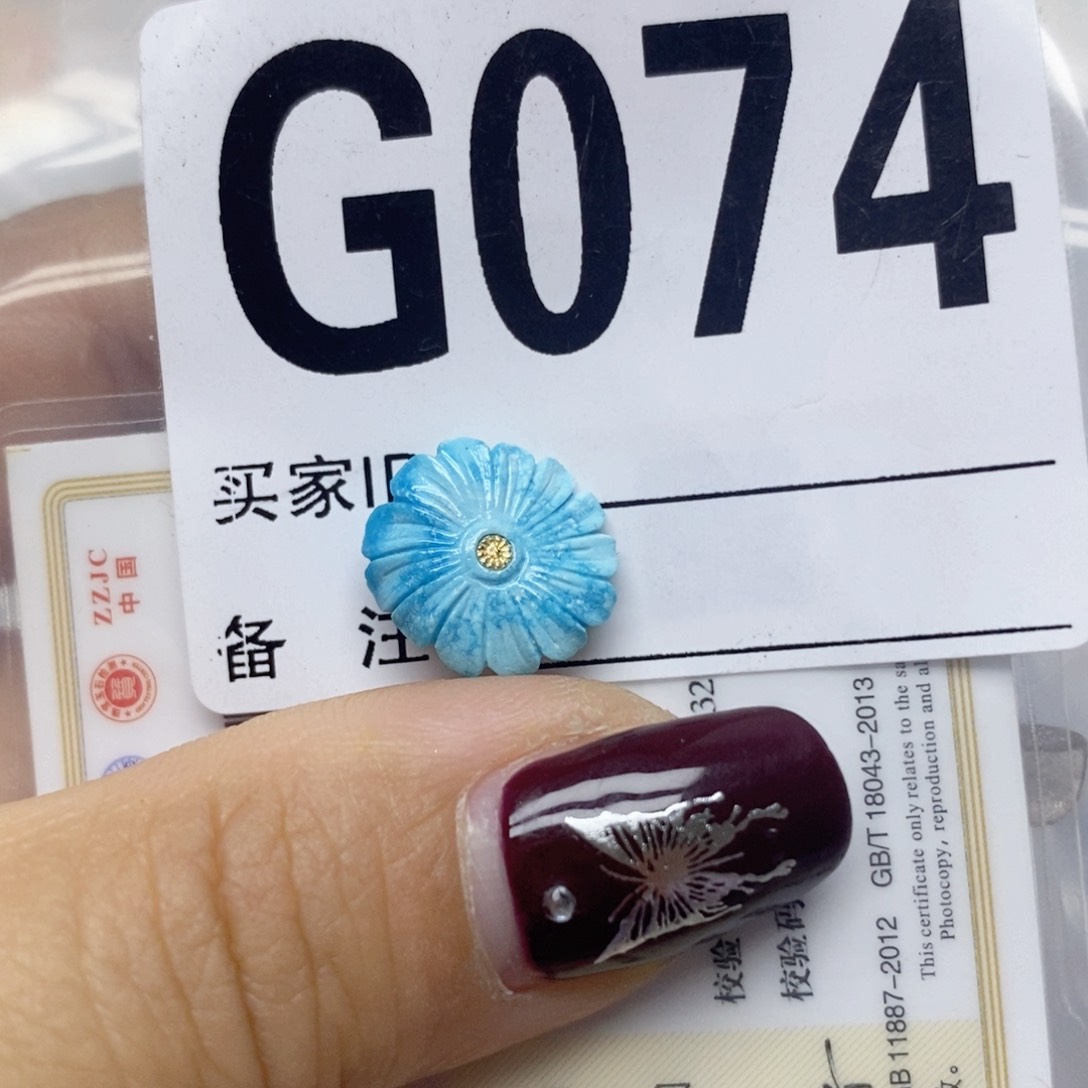 G074
买家ID
备 注
ZZJC
中国
32
校验
校验码
GB/T 18043-2013
B 11887-2012
This certificate only relates to the sa
Photocopy, reproduction and al